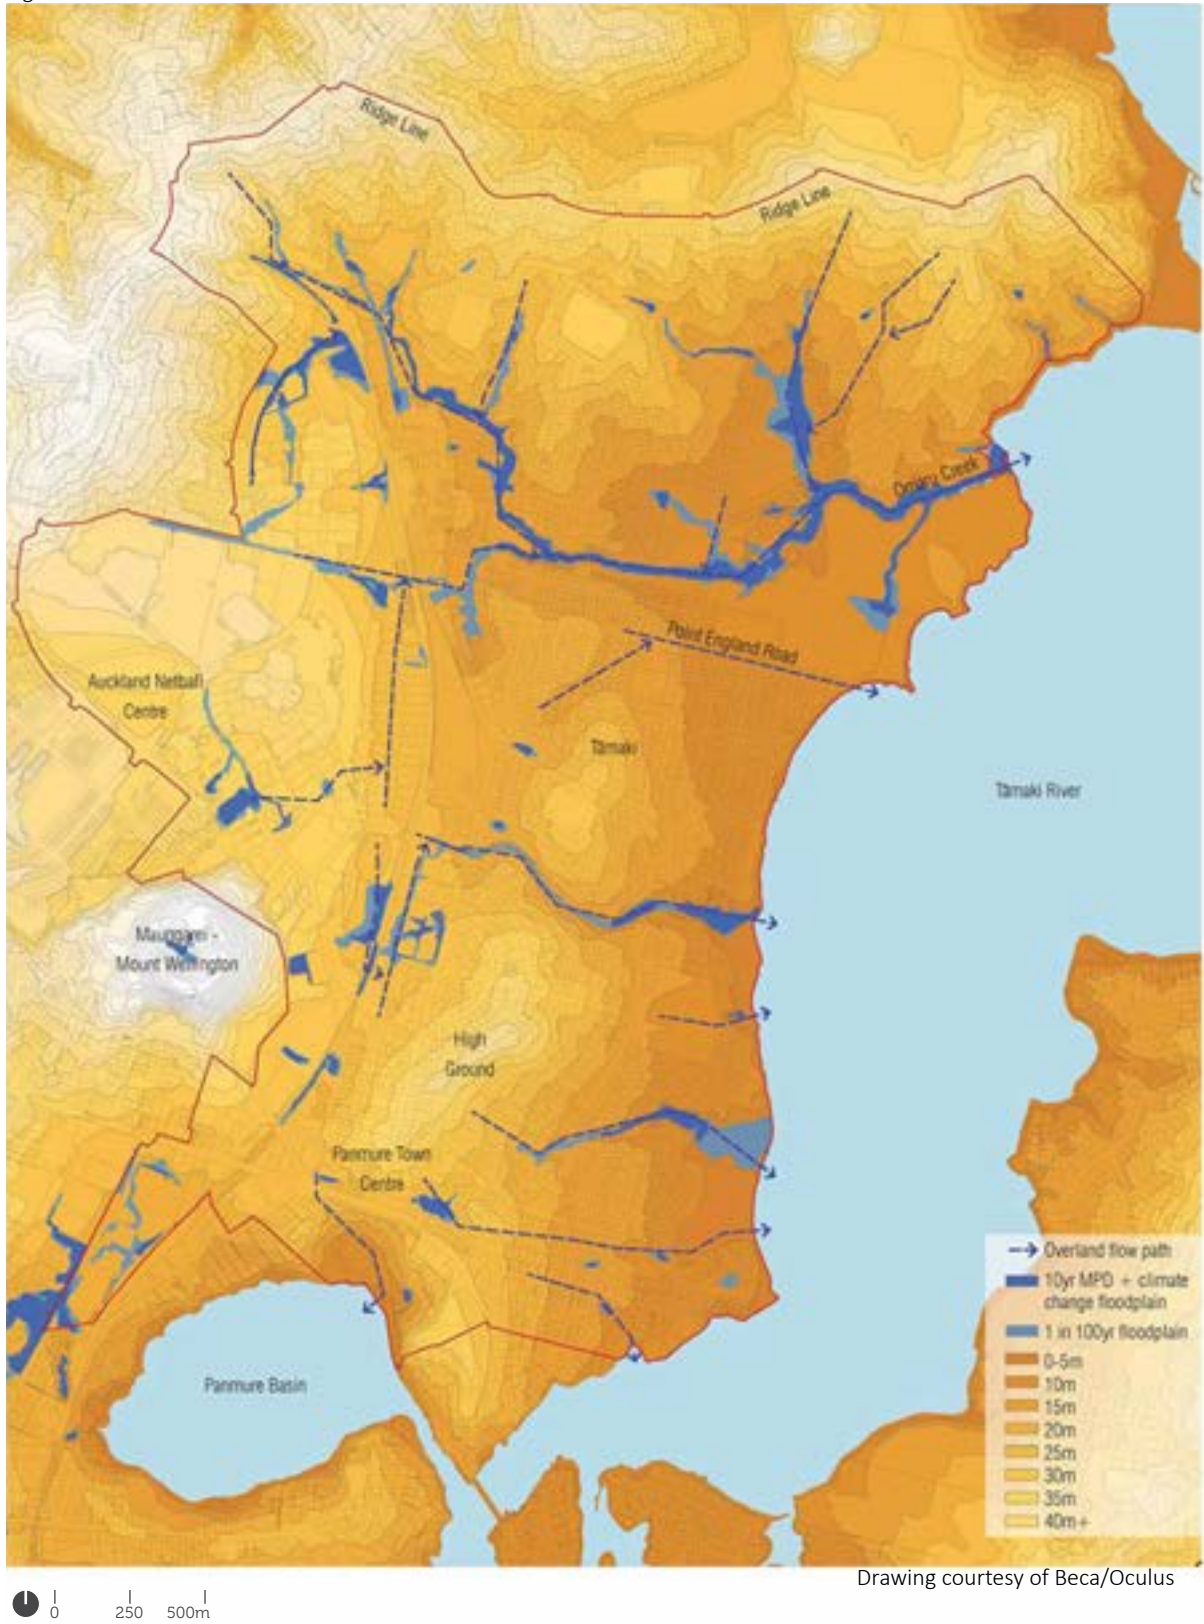 Ridge Line
Ridge Line
Omaru Creek
Point England Road
Auckland Netball
Centre
Tāmaki
Tāmaki River
Maungarei -
Mount Wellington
High
Ground
Panmure Town
Centre
Panmure Basin
Overland flow path
10yr MPD + climate
change floodplain
1 in 100yr floodplain
0-5m
10m
15m
20m
25m
30m
35m
40m+
Drawing courtesy of Beca/Oculus
0 250 500m